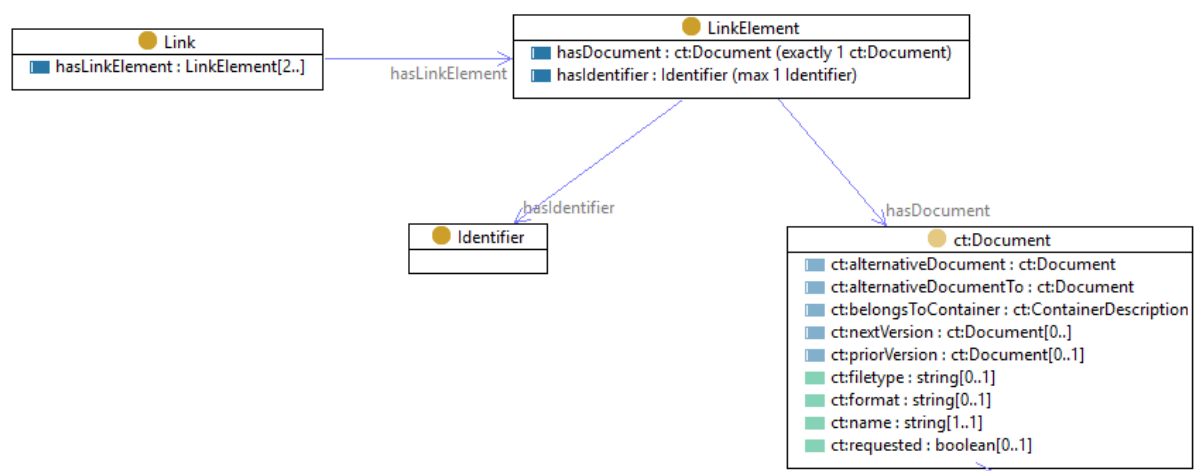 Link
hasLinkElement : LinkElement[2..]
hasLinkElement
LinkElement
hasDocument : ct:Document (exactly 1 ct:Document)
hasIdentifier : Identifier (max 1 Identifier)
hasIdentifier
hasDocument
Identifier
ct:Document
ct:alternativeDocument : ct:Document
ct:alternativeDocumentTo : ct:Document
ct:belongsToContainer : ct:ContainerDescription
ct:nextVersion : ct:Document[0..]
ct:priorVersion : ct:Document[0..1]
ct:filetype : string[0..1]
ct:format : string[0..1]
ct:name : string[1..1]
ct:requested : boolean[0..1]